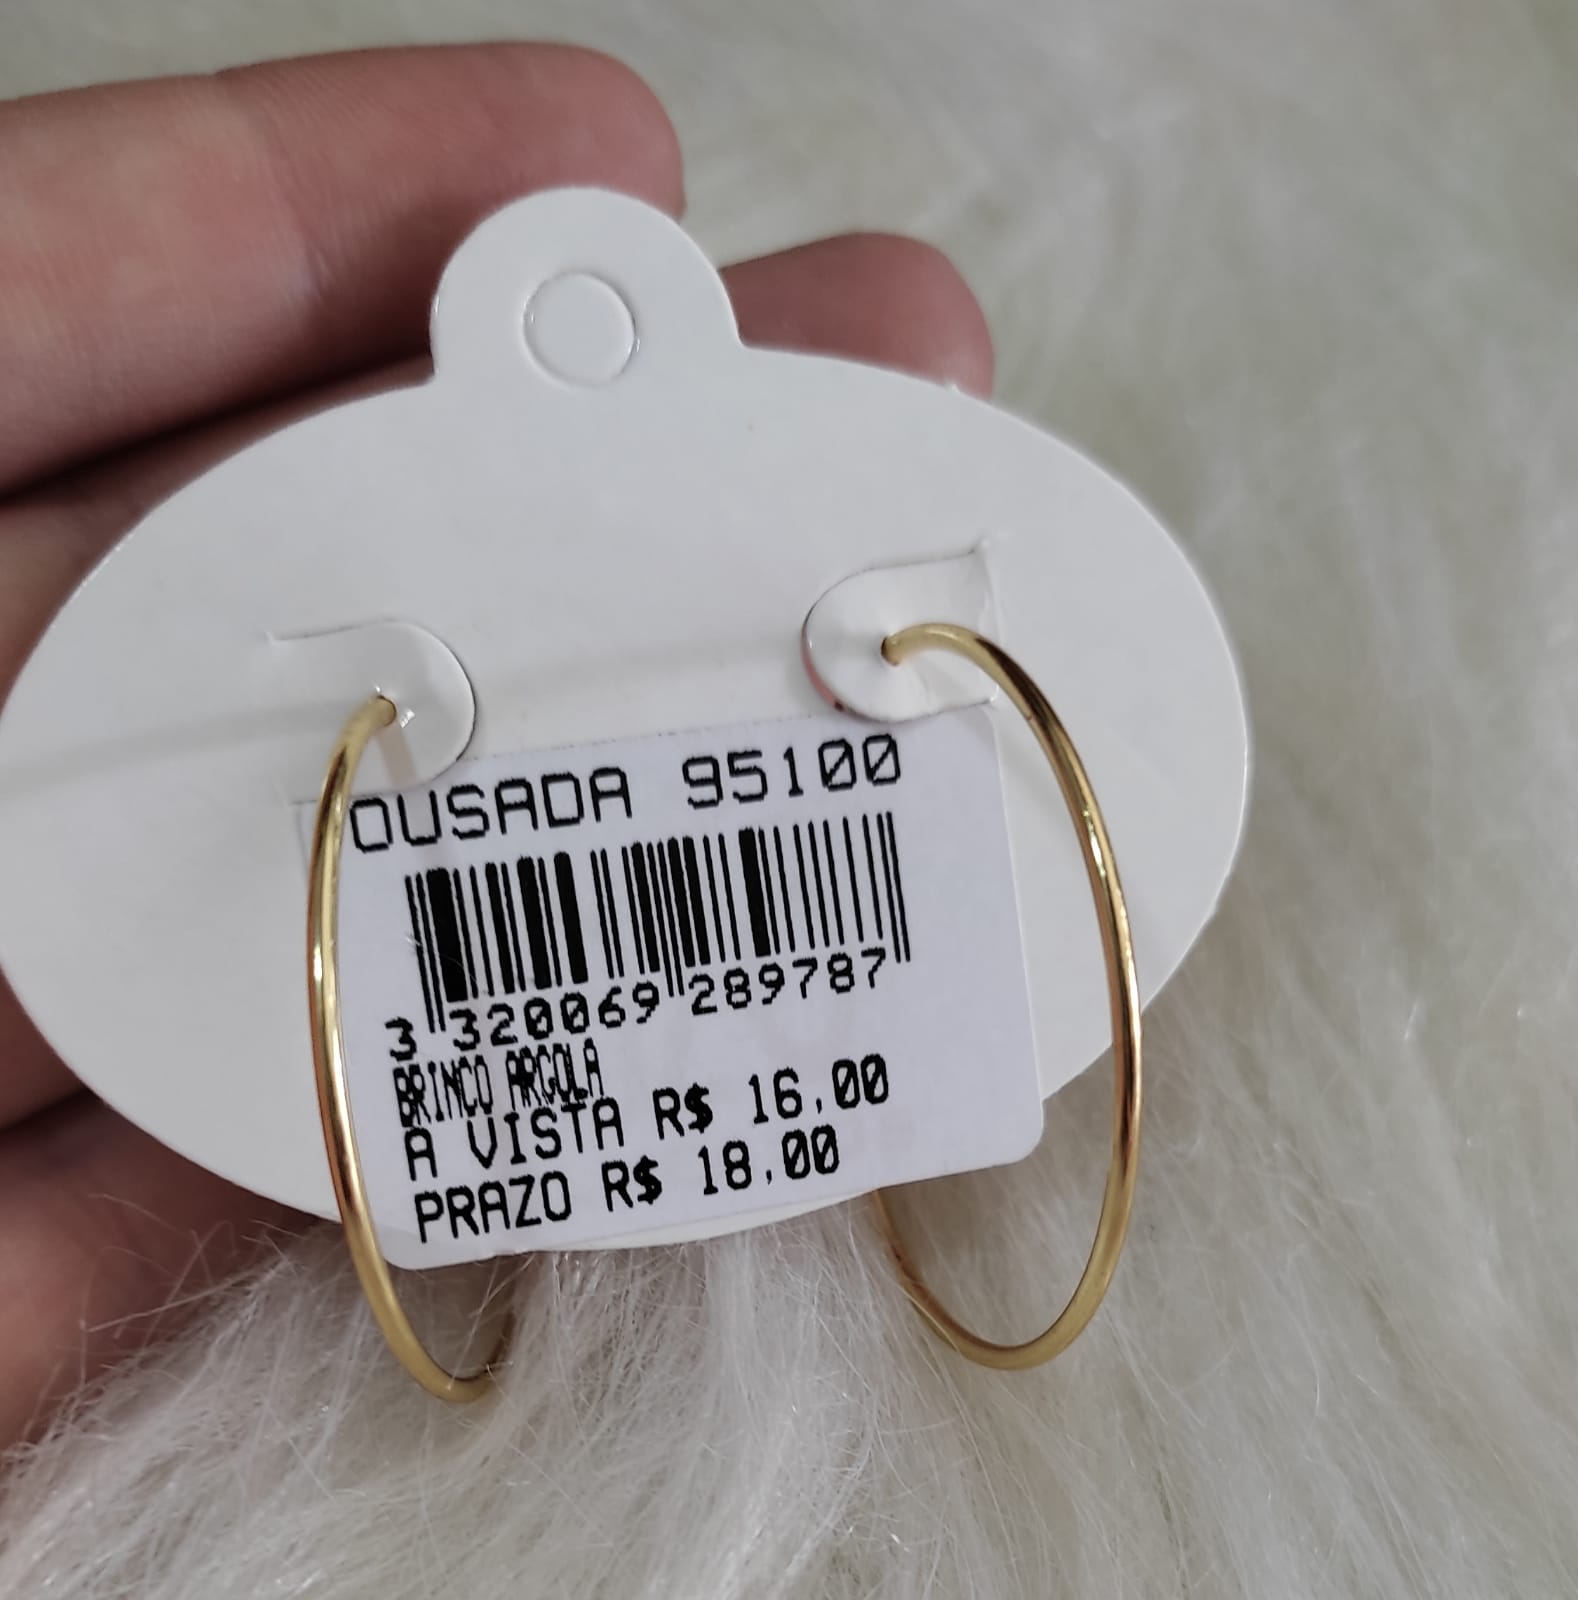 OUSADA 95100
3 320069 289787
BRINCO ARGOLA
A VISTA R$ 16,00
PRAZO R$ 18,00